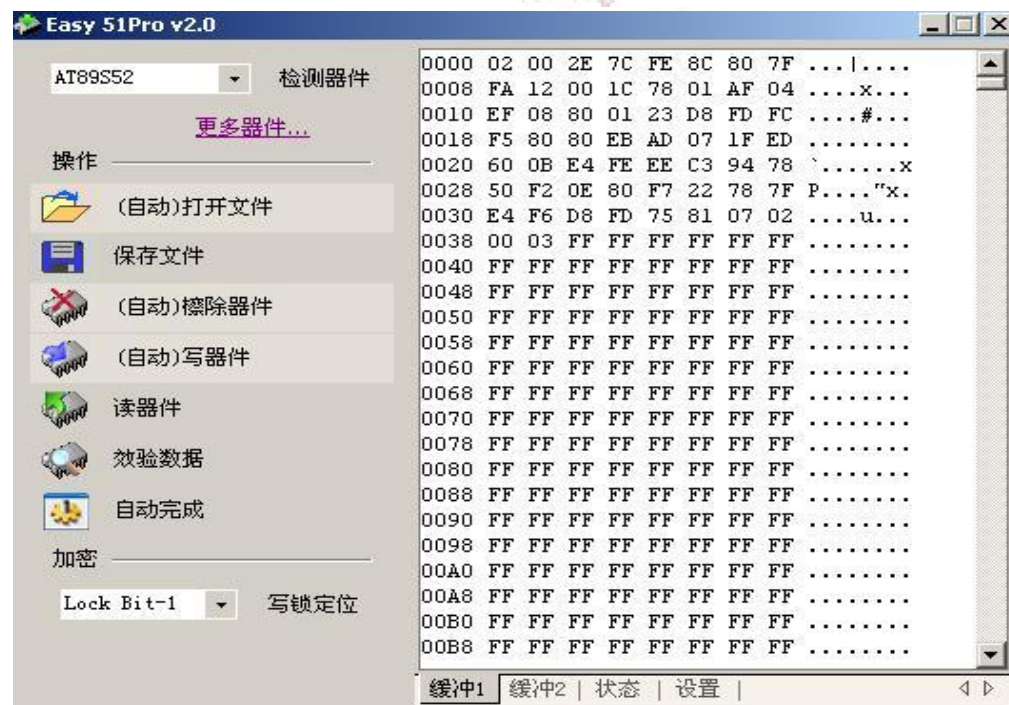 Easy 51Pro v2.0
AT89S52 检测器件
更多器件...
操作
(自动)打开文件
保存文件
(自动)擦除器件
(自动)写器件
读器件
效验数据
自动完成
加密
Lock Bit-1 写锁定位
0000 02 00 2E 7C FE 8C 80 7F ...|....
0008 FA 12 00 1C 78 01 AF 04 ....x...
0010 EF 08 80 01 23 D8 FD FC ....#...
0018 F5 80 80 EB AD 07 1F ED ........
0020 60 0B E4 FE EE C3 94 78 `......x
0028 50 F2 0E 80 F7 22 78 7F P...."x.
0030 E4 F6 D8 FD 75 81 07 02 ....u...
0038 00 03 FF FF FF FF FF FF ........
0040 FF FF FF FF FF FF FF FF ........
0048 FF FF FF FF FF FF FF FF ........
0050 FF FF FF FF FF FF FF FF ........
0058 FF FF FF FF FF FF FF FF ........
0060 FF FF FF FF FF FF FF FF ........
0068 FF FF FF FF FF FF FF FF ........
0070 FF FF FF FF FF FF FF FF ........
0078 FF FF FF FF FF FF FF FF ........
0080 FF FF FF FF FF FF FF FF ........
0088 FF FF FF FF FF FF FF FF ........
0090 FF FF FF FF FF FF FF FF ........
0098 FF FF FF FF FF FF FF FF ........
00A0 FF FF FF FF FF FF FF FF ........
00A8 FF FF FF FF FF FF FF FF ........
00B0 FF FF FF FF FF FF FF FF ........
00B8 FF FF FF FF FF FF FF FF ........
缓冲1 缓冲2 | 状态 | 设置 |